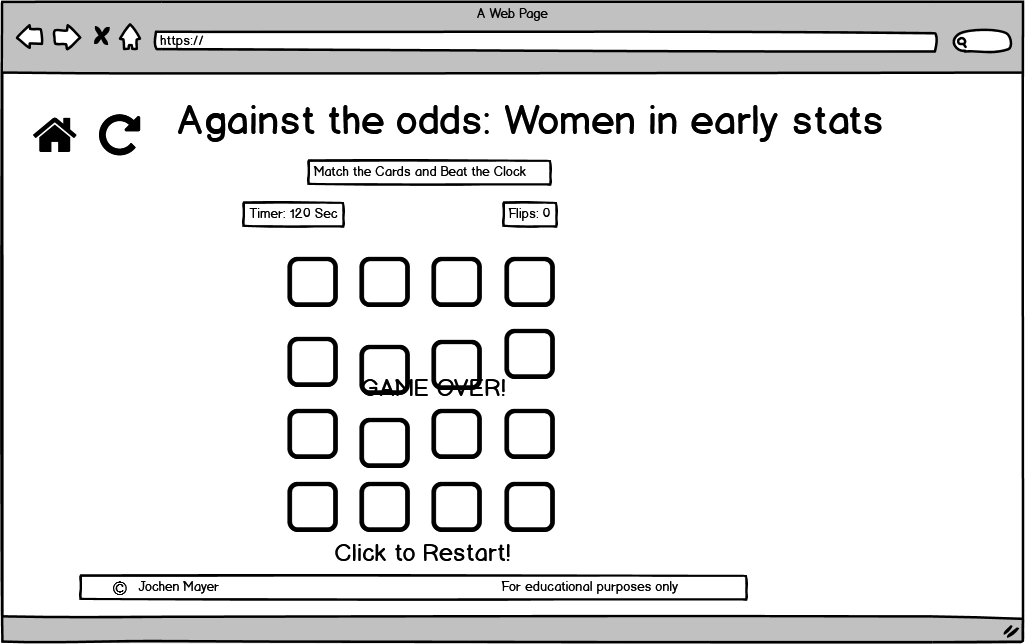 A Web Page
https://
Against the odds: Women in early stats
Match the Cards and Beat the Clock
Timer: 120 Sec
Flips: 0
GAME OVER!
Click to Restart!
© Jochen Mayer
For educational purposes only